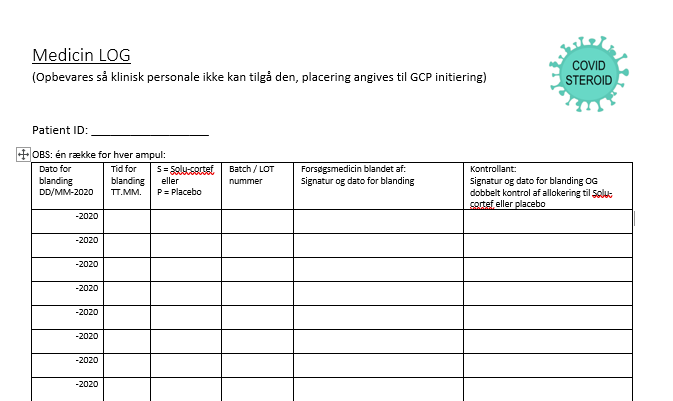 Medicin LOG
(Opbevares så klinisk personale ikke kan tilgå den, placering angives til GCP initiering)
COVID
STEROID
Patient ID: ___________________
OBS: én række for hver ampul:
Dato for
blanding
DD/MM-2020
Tid for
blanding
TT.MM.
S = Solu-cortef
eller
P = Placebo
Batch / LOT
nummer
Forsøgsmedicin blandet af:
Signatur og dato for blanding
Kontrollant:
Signatur og dato for blanding OG
dobbelt kontrol af allokering til Solu-
cortef eller placebo
-2020
-2020
-2020
-2020
-2020
-2020
-2020
-2020